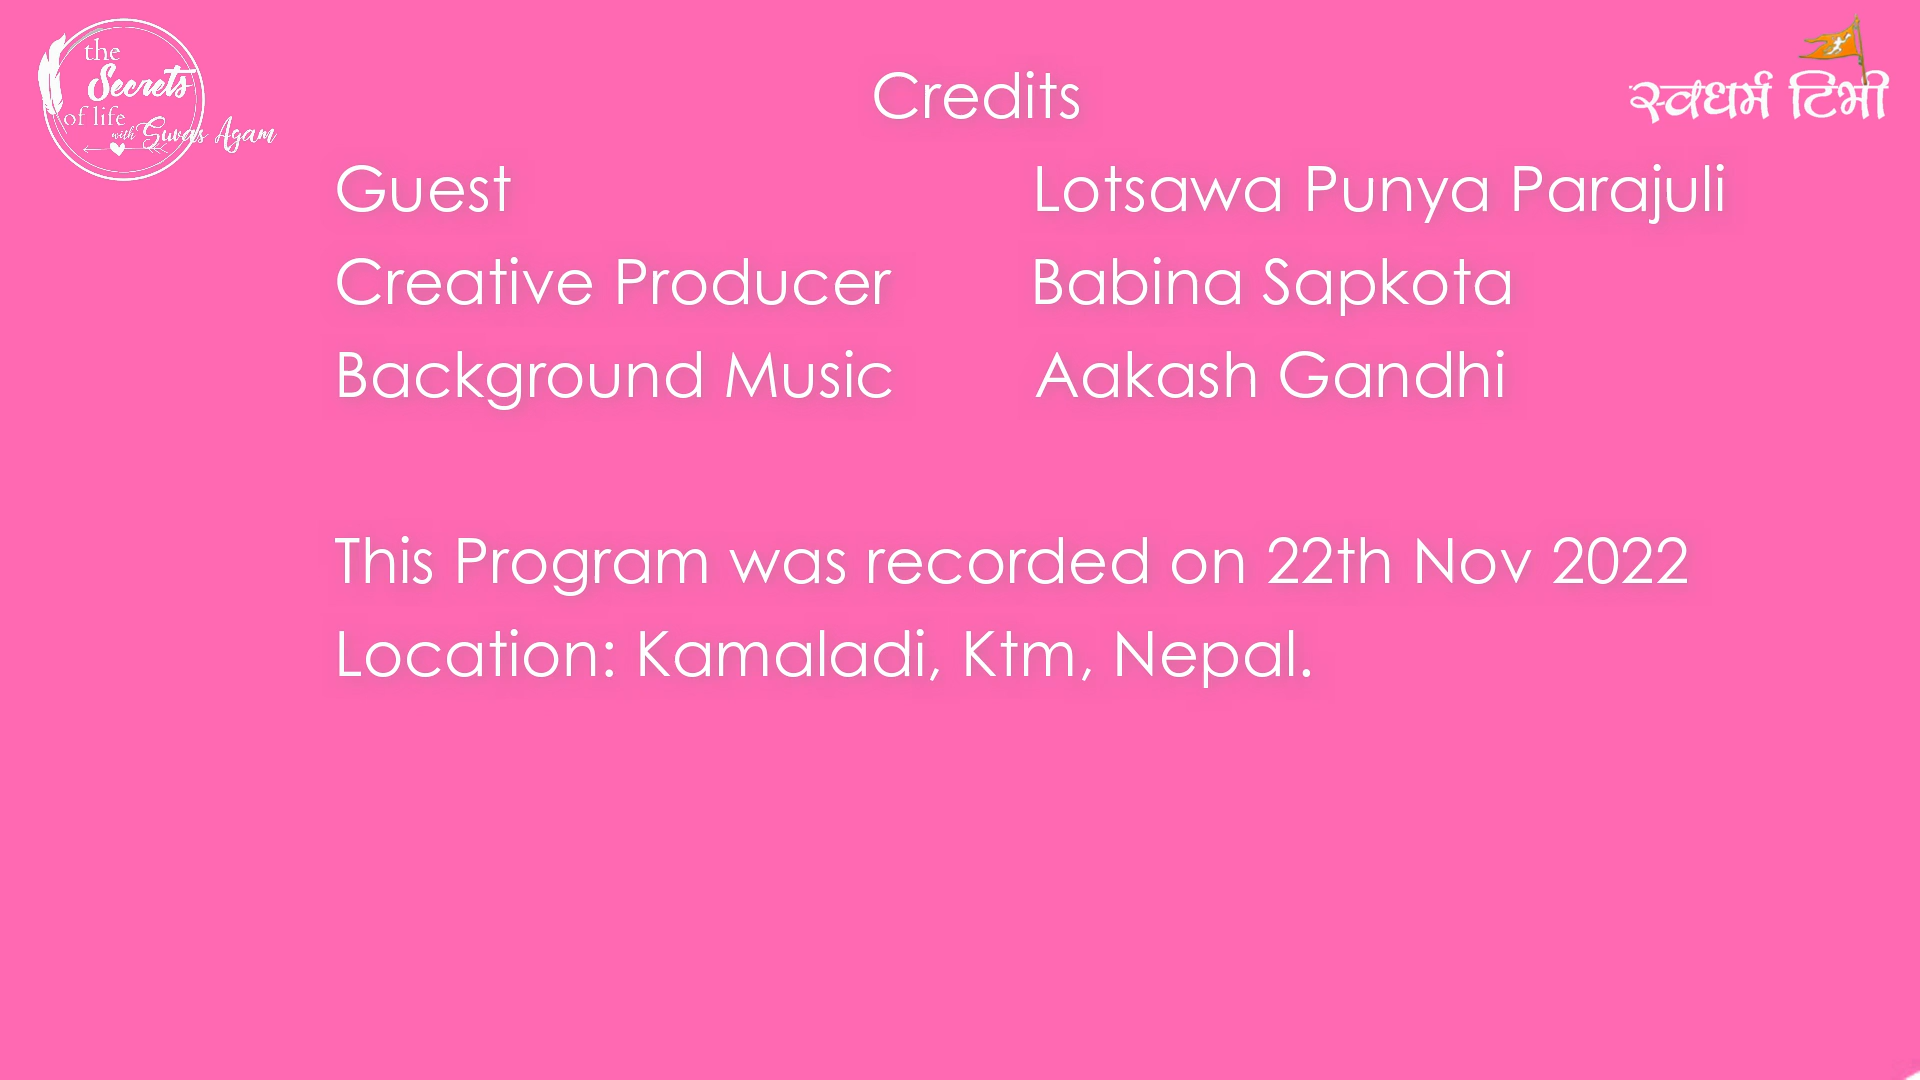 the
Secrets
of life
with Suvas Agam
स्वधर्म टिभी
Credits
Guest Lotsawa Punya Parajuli
Creative Producer Babina Sapkota
Background Music Aakash Gandhi
This Program was recorded on 22th Nov 2022
Location: Kamaladi, Ktm, Nepal.